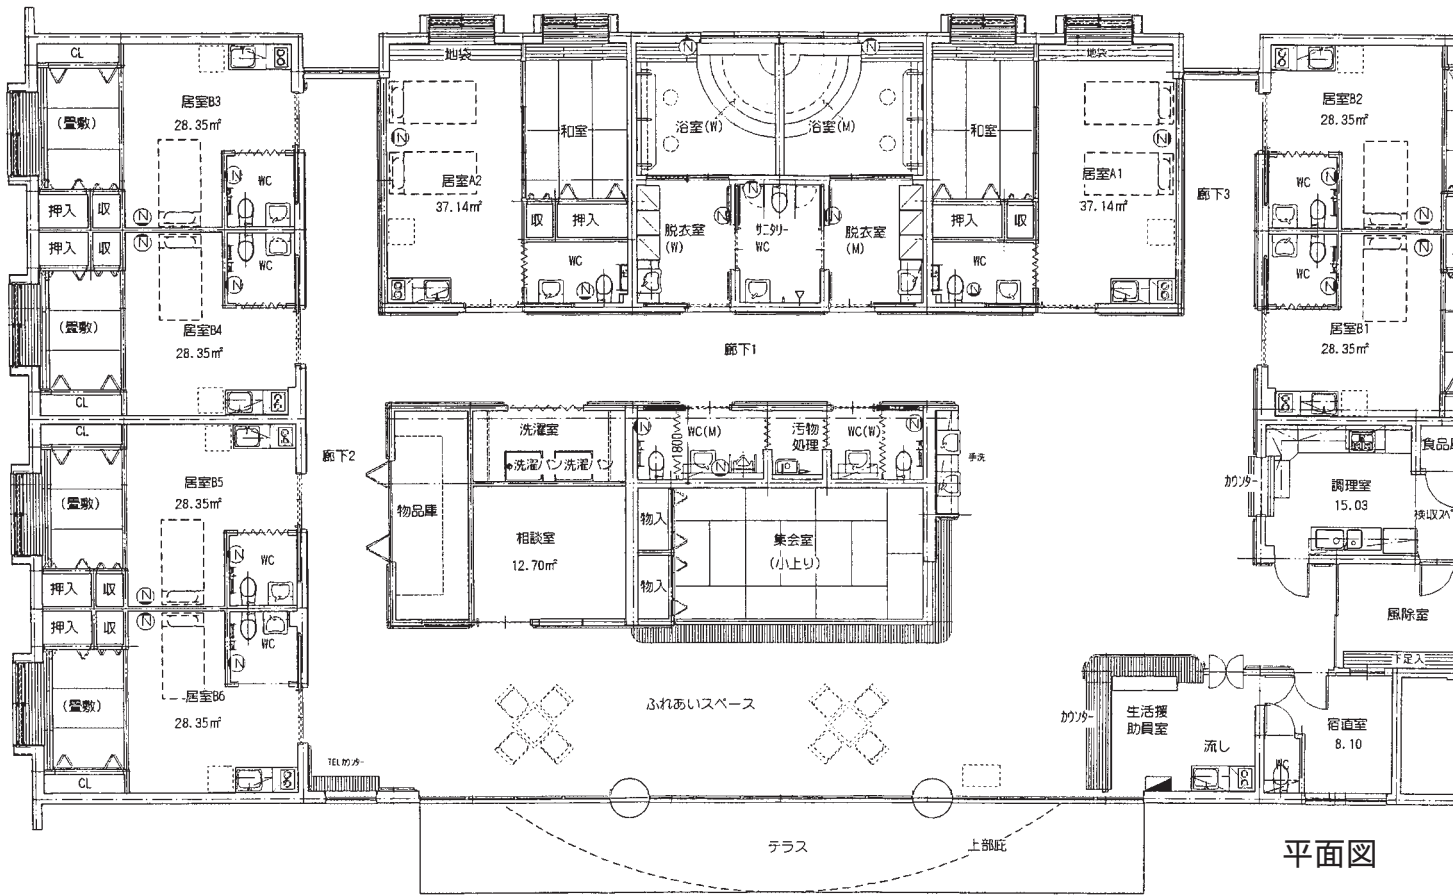 CL
居室B3
28.35㎡
(畳敷)
WC
押入
収
押入
収
WC
(畳敷)
居室B4
28.35㎡
CL
CL
居室B5
28.35㎡
(畳敷)
WC
押入
収
押入
収
WC
居室B6
28.35㎡
(畳敷)
CL
地袋
居室A2
37.14㎡
和室
収
押入
WC
浴室(W)
浴室(M)
脱衣室
(W)
サニタリー
WC
脱衣室
(M)
地袋
和室
居室A1
37.14㎡
押入
収
WC
廊下3
居室B2
28.35㎡
WC
WC
居室B1
28.35㎡
廊下1
廊下2
洗濯室
洗濯パン
洗濯パン
物品庫
相談室
12.70㎡
1800
WC(M)
汚物
処理
WC(W)
手洗
物入
物入
集会室
(小上り)
カウンター
調理室
15.03
食品庫
風除室
下足入
ふれあいスペース
カウンター
生活援
助員室
流し
宿直室
8.10
WC
TELカウンター
テラス
上部庇
平面図